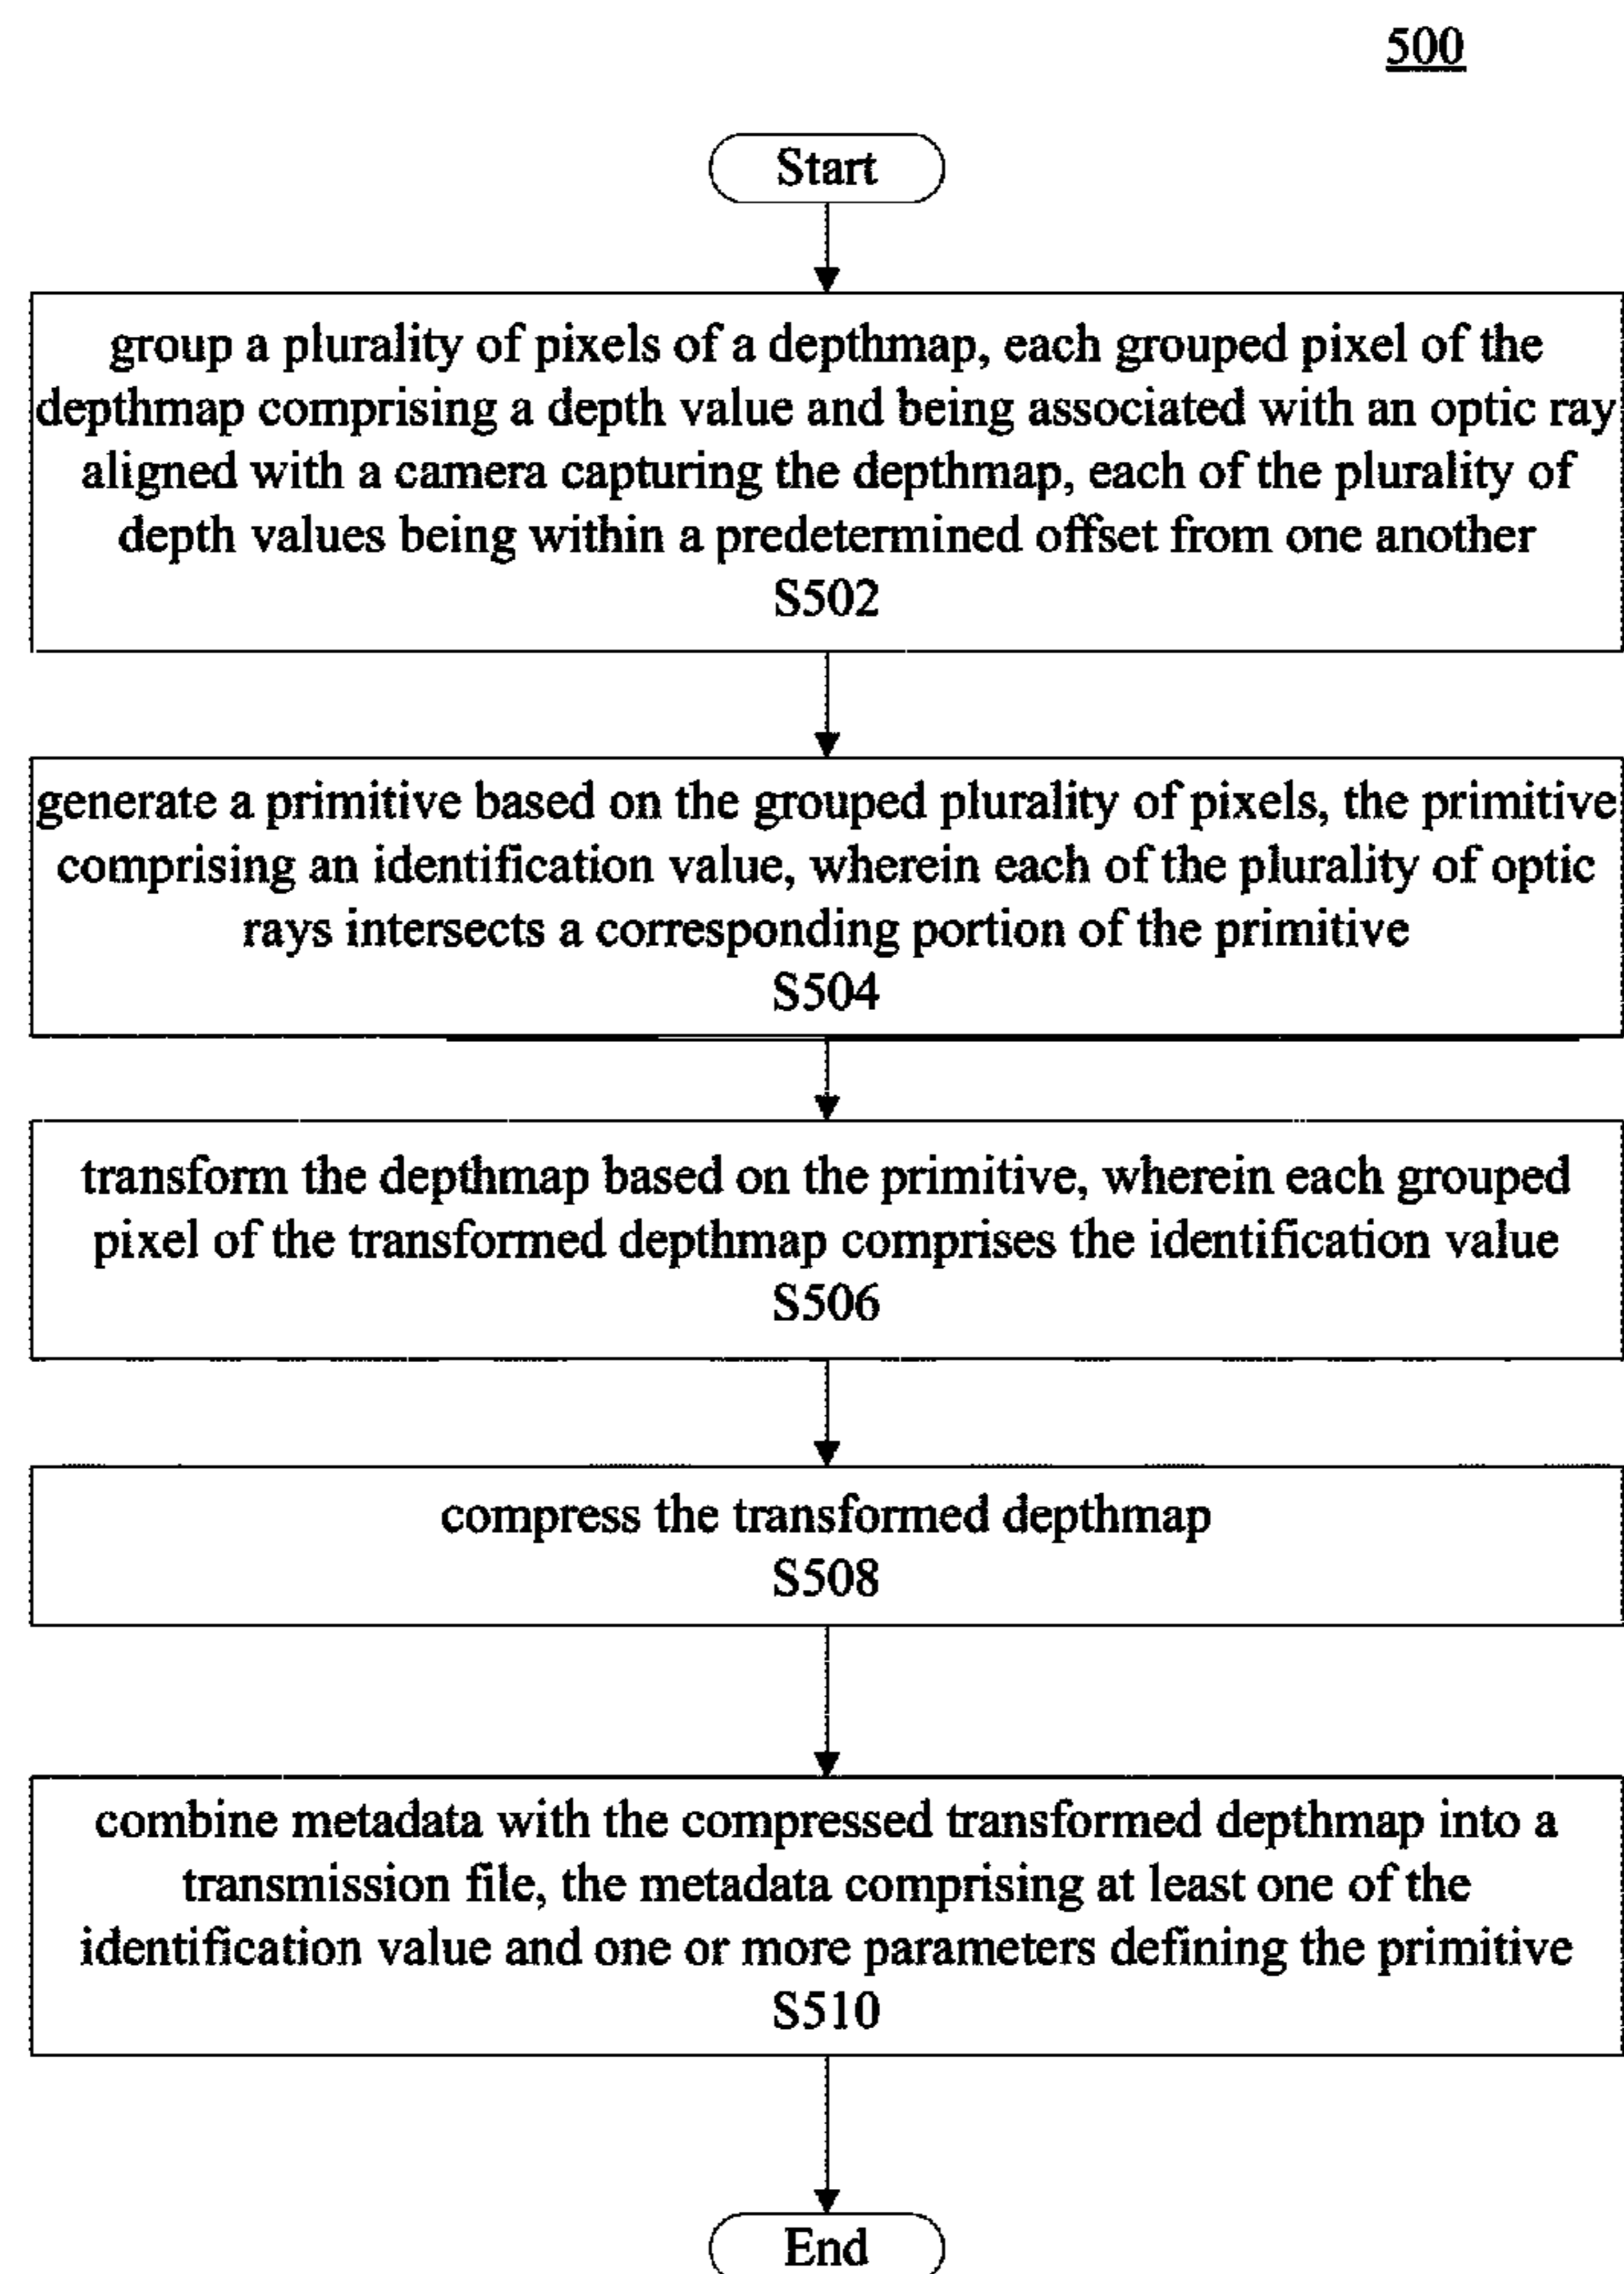 500
Start
group a plurality of pixels of a depthmap, each grouped pixel of the
depthmap comprising a depth value and being associated with an optic ray
aligned with a camera capturing the depthmap, each of the plurality of
depth values being within a predetermined offset from one another
S502
generate a primitive based on the grouped plurality of pixels, the primitive
comprising an identification value, wherein each of the plurality of optic
rays intersects a corresponding portion of the primitive
S504
transform the depthmap based on the primitive, wherein each grouped
pixel of the transformed depthmap comprises the identification value
S506
compress the transformed depthmap
S508
combine metadata with the compressed transformed depthmap into a
transmission file, the metadata comprising at least one of the
identification value and one or more parameters defining the primitive
S510
End